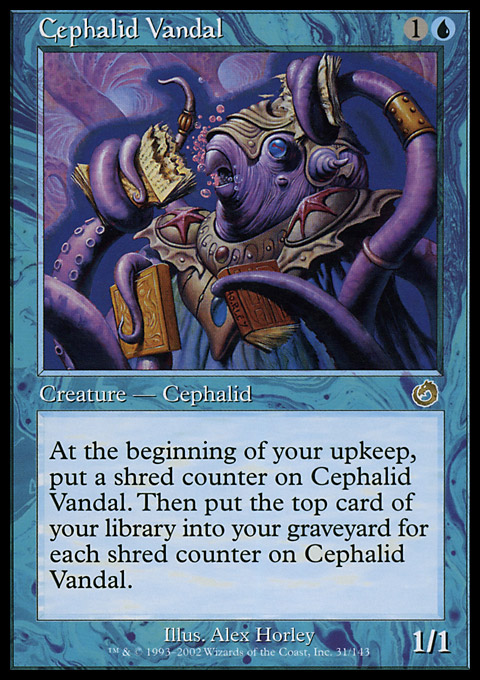 Cephalid Vandal 1
Creature — Cephalid
At the beginning of your upkeep,
put a shred counter on Cephalid
Vandal. Then put the top card of
your library into your graveyard for
each shred counter on Cephalid
Vandal.
Illus. Alex Horley
™ & © 1993-2002 Wizards of the Coast, Inc. 31/143
1/1